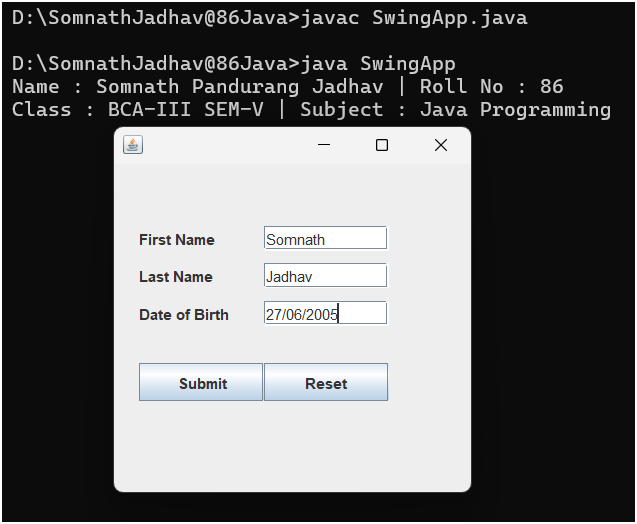 D:\SomnathJadhav@86Java>javac SwingApp.java
D:\SomnathJadhav@86Java>java SwingApp
Name : Somnath Pandurang Jadhav | Roll No : 86
Class : BCA-III SEM-V | Subject : Java Programming
First Name Somnath
Last Name Jadhav
Date of Birth 27/06/2005
Submit Reset